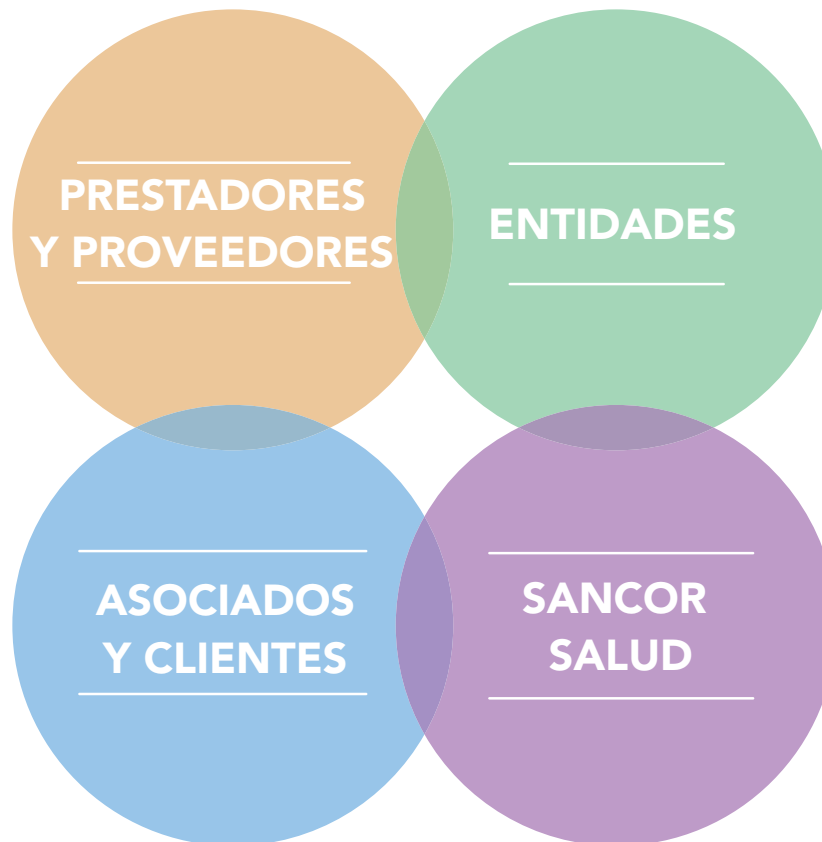 PRESTADORES
Y PROVEEDORES
ENTIDADES
ASOCIADOS
Y CLIENTES
SANCOR
SALUD